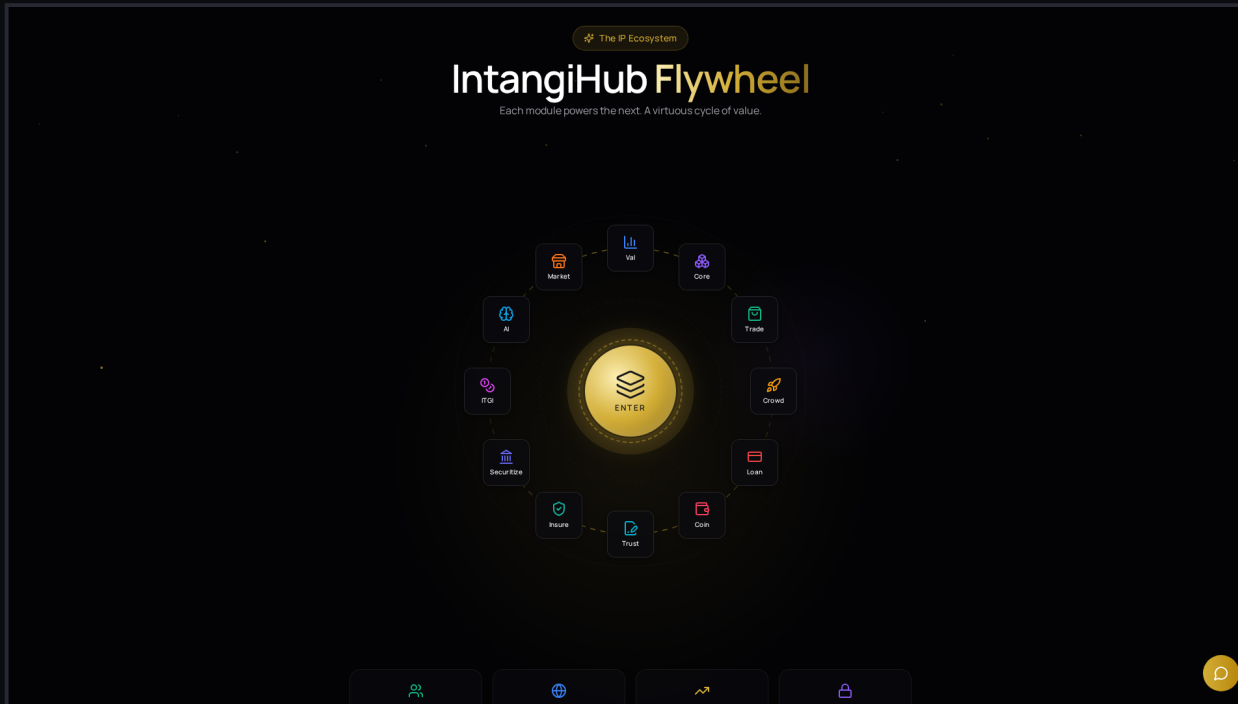 The IP Ecosystem
IntangiHub Flywheel
Each module powers the next. A virtuous cycle of value.
Val
Market
Core
AI
Trade
ENTER
ITGI
Crowd
Securitize
Loan
Insure
Coin
Trust